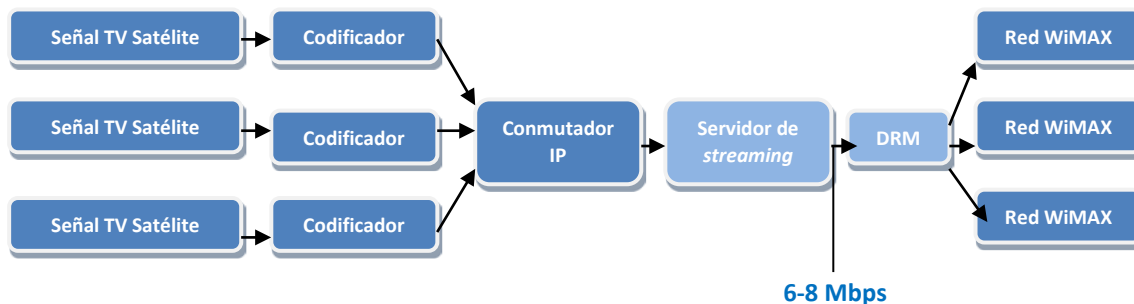 Señal TV Satélite
Codificador
Red WiMAX
Señal TV Satélite
Codificador
Conmutador
IP
Servidor de
streaming
DRM
Red WiMAX
Señal TV Satélite
Codificador
Red WiMAX
6-8 Mbps